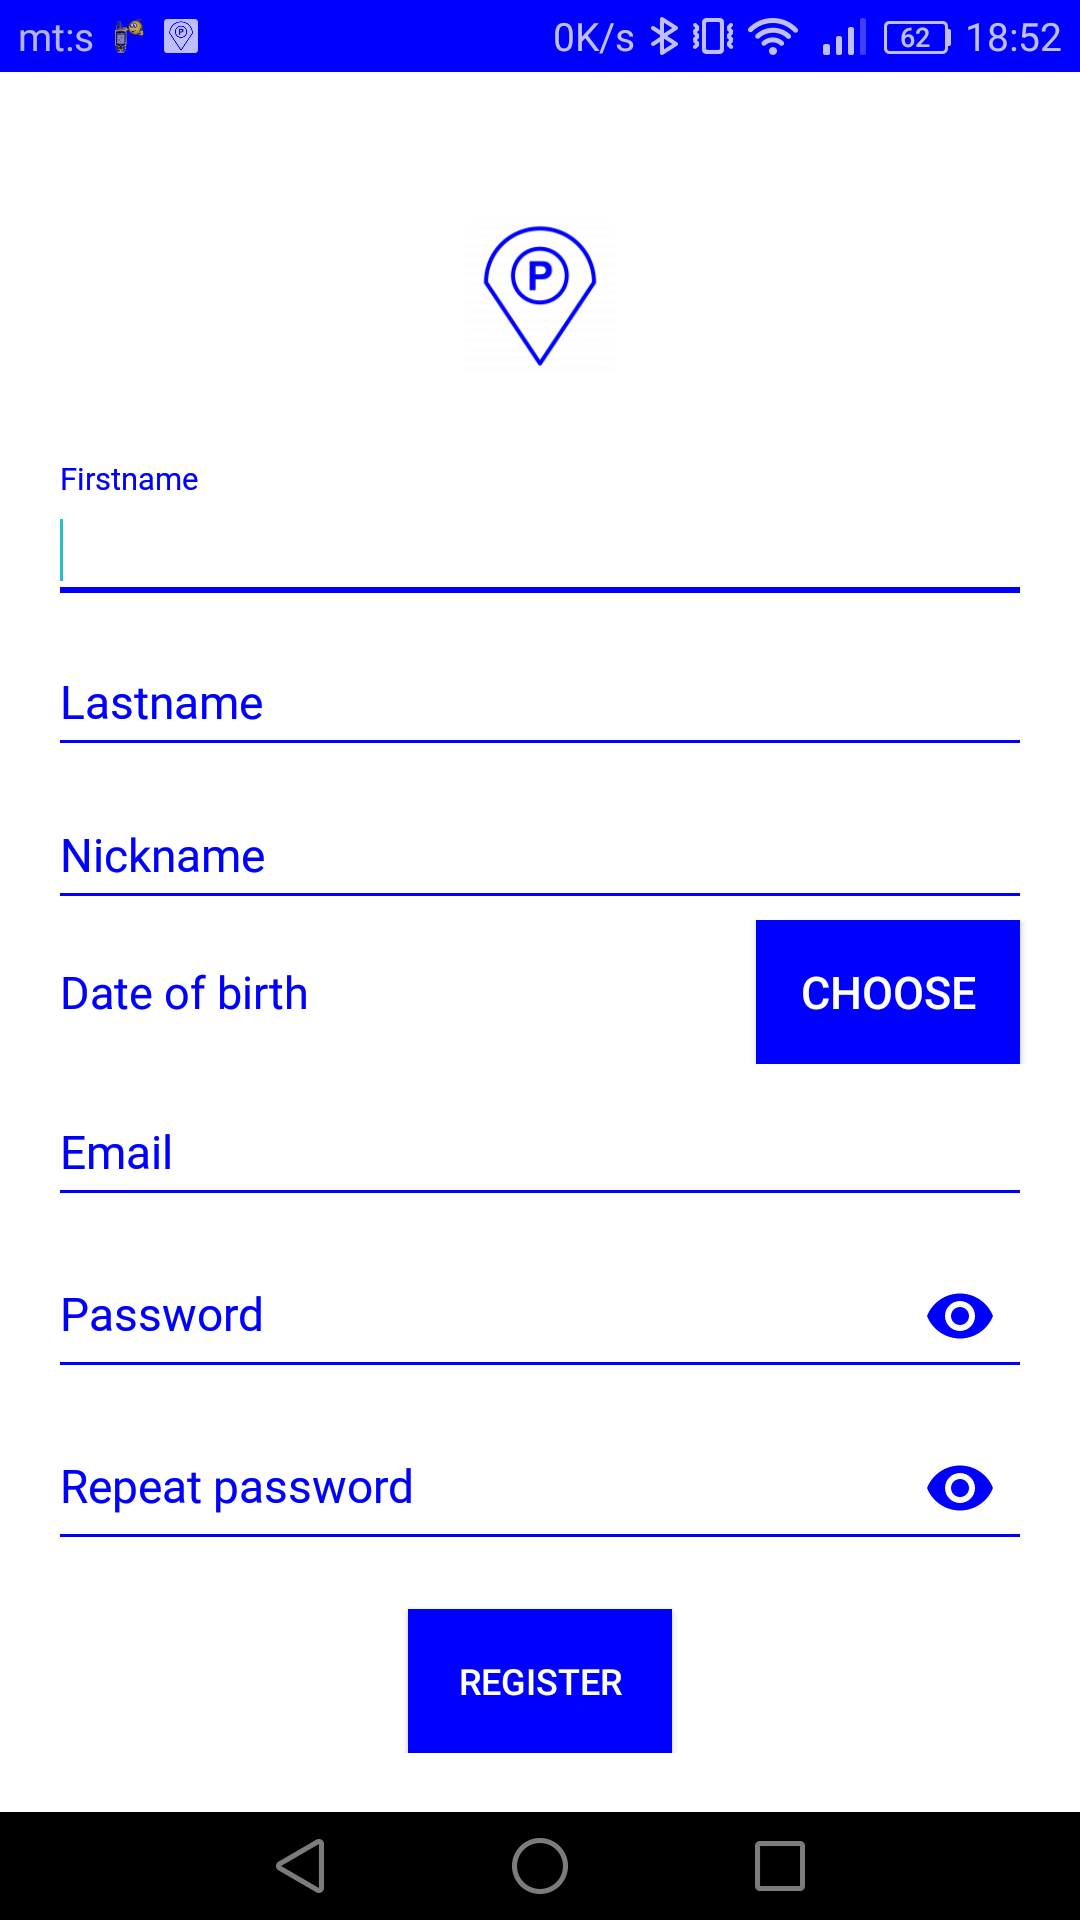 mt:s 0K/s 62 18:52
P
Firstname
Lastname
Nickname
Date of birth CHOOSE
Email
Password
Repeat password
REGISTER